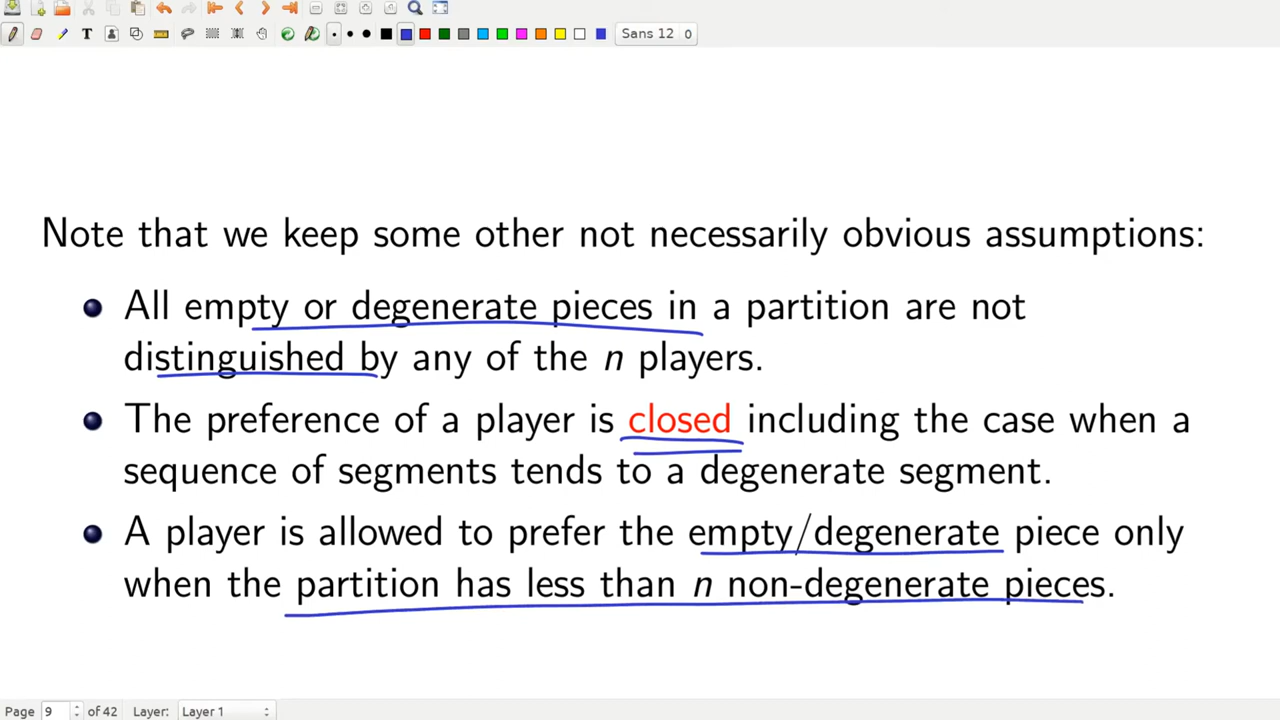 Sans 12 0
Note that we keep some other not necessarily obvious assumptions:
All empty or degenerate pieces in a partition are not
distinguished by any of the n players.
The preference of a player is closed including the case when a
sequence of segments tends to a degenerate segment.
A player is allowed to prefer the empty/degenerate piece only
when the partition has less than n non-degenerate pieces.
Page 9 of 42 Layer: Layer 1